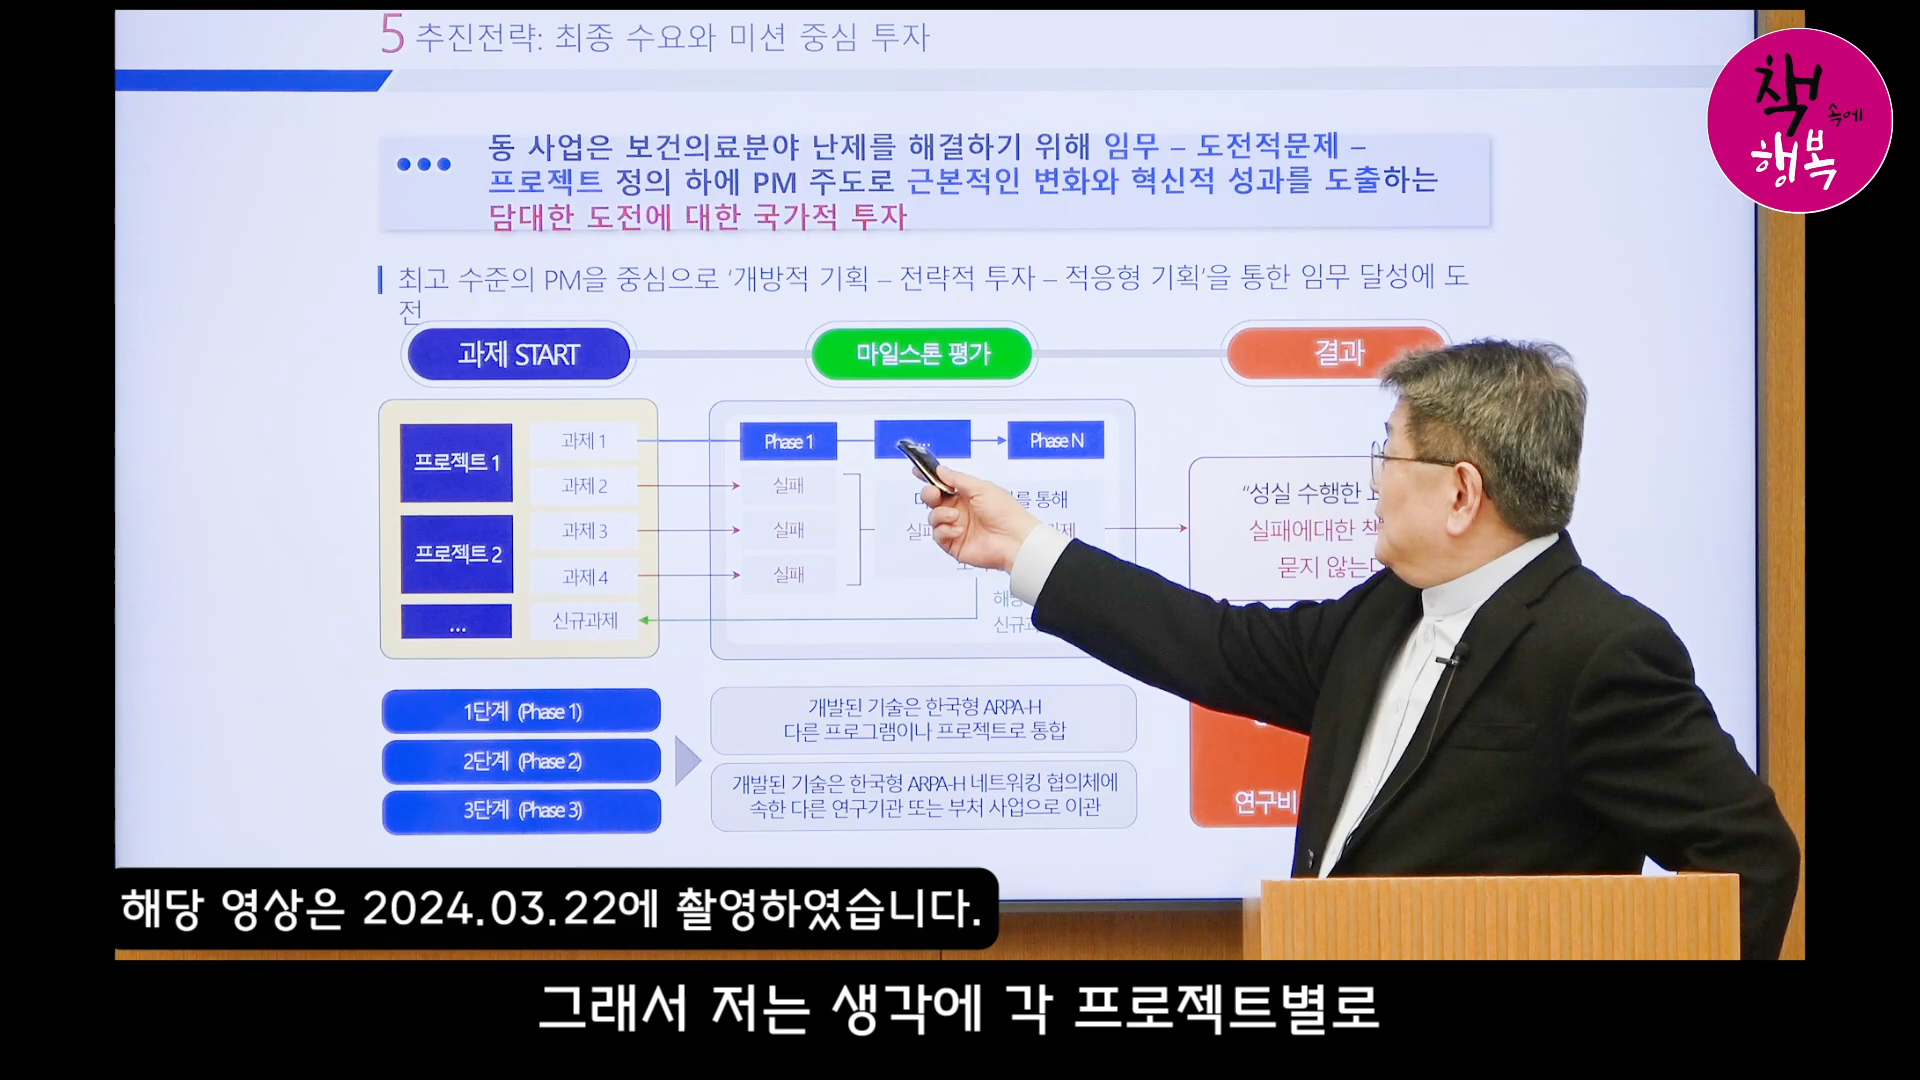 5 추진전략: 최종 수요와 미션 중심 투자
책
속에
행복
동 사업은 보건의료분야 난제를 해결하기 위해 임무 – 도전적문제 –
프로젝트 정의 하에 PM 주도로 근본적인 변화와 혁신적 성과를 도출하는
담대한 도전에 대한 국가적 투자
최고 수준의 PM을 중심으로 '개방적 기획 – 전략적 투자 – 적응형 기획'을 통한 임무 달성에 도
전
과제 START
마일스톤 평가
결과
프로젝트 1
과제 1
과제 2
프로젝트 2
과제 3
과제 4
...
신규과제
Phase 1
...
Phase N
실패
실패
실패
를 통해
"성실 수행한
실패에대한
묻지 않는
1단계 (Phase 1)
2단계 (Phase 2)
3단계 (Phase 3)
개발된 기술은 한국형 ARPA-H
다른 프로그램이나 프로젝트로 통합
개발된 기술은 한국형 ARPA-H 네트워킹 협의체에
속한 다른 연구기관 또는 부처 사업으로 이관
연구비
해당 영상은 2024.03.22에 촬영하였습니다.
그래서 저는 생각에 각 프로젝트별로